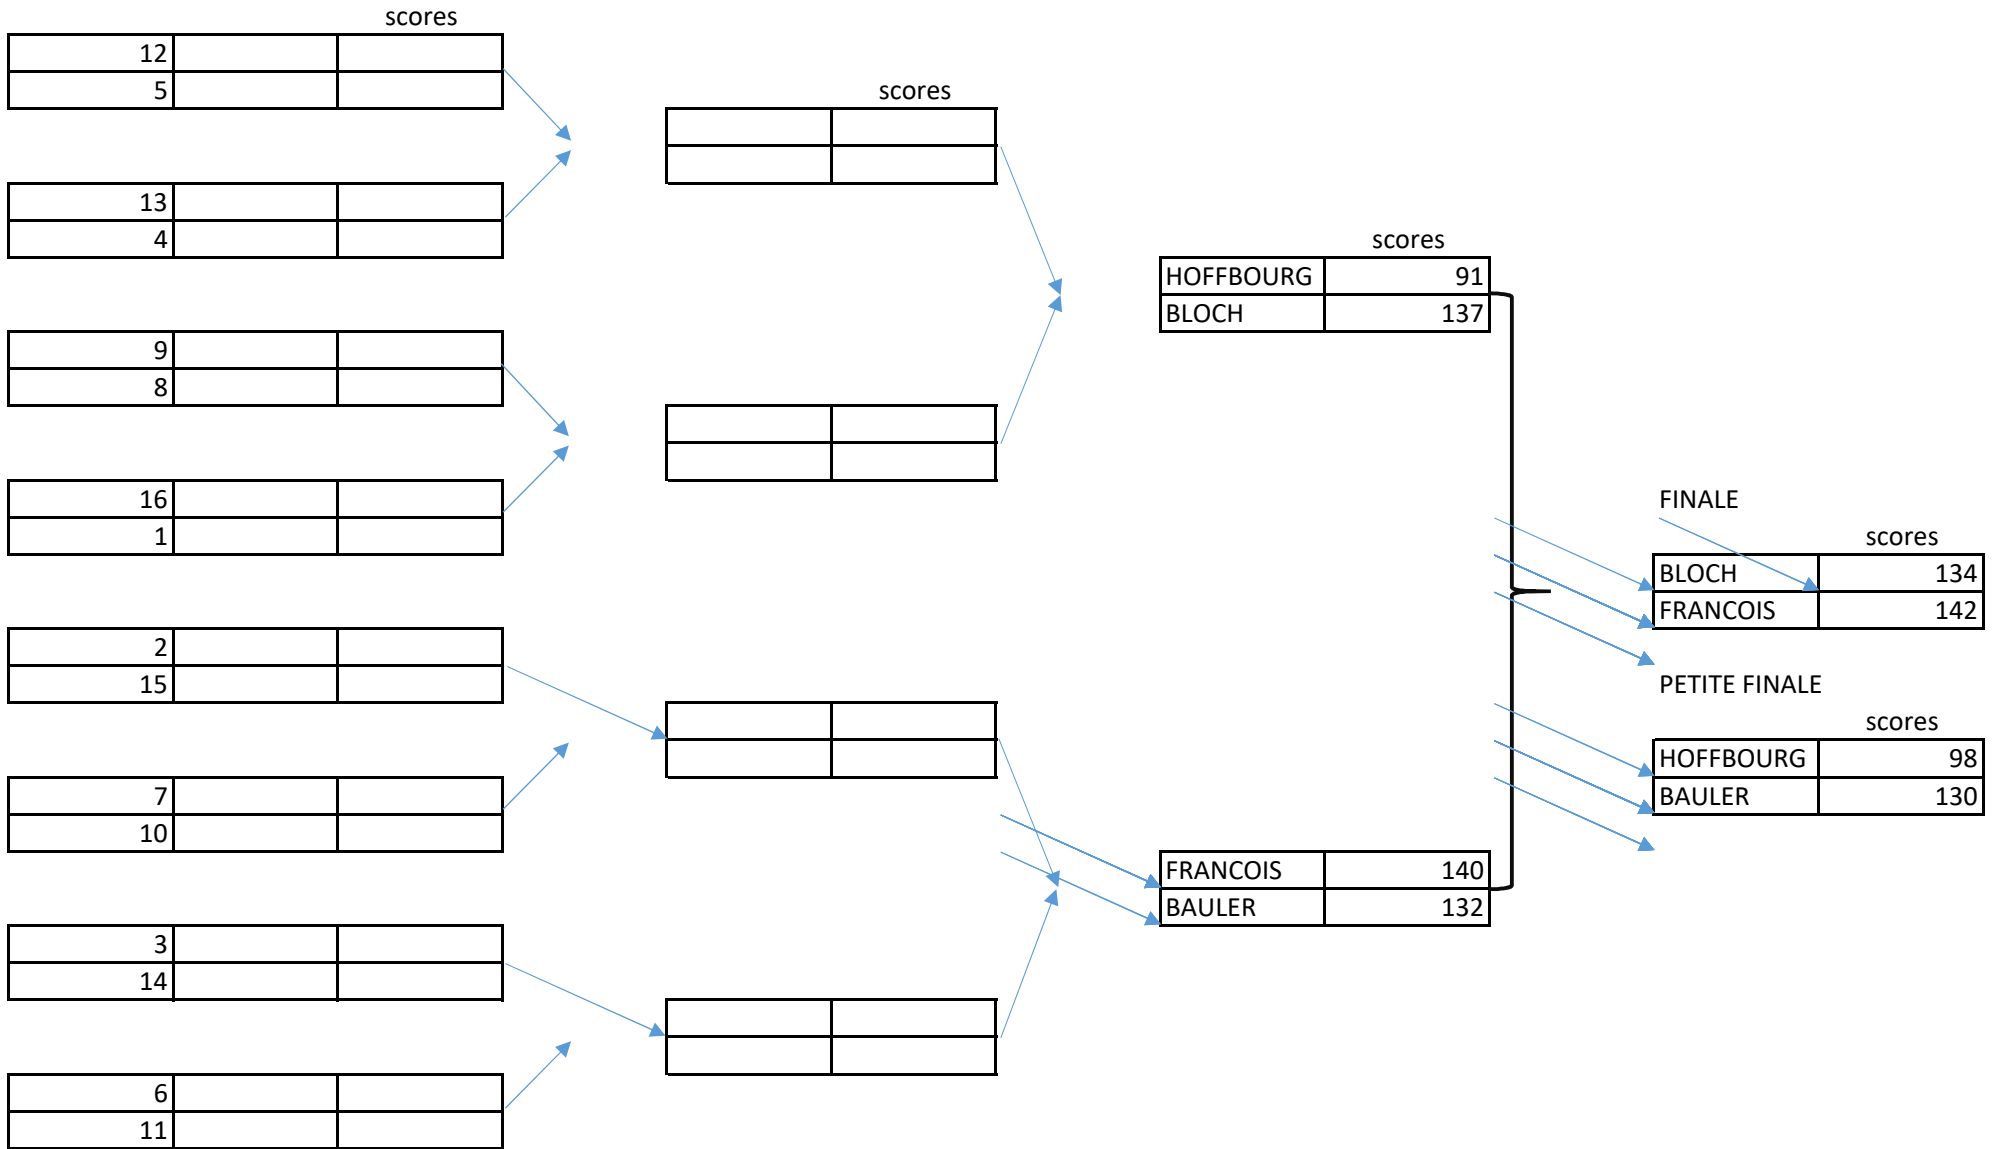 scores
12
5
13
4
9
8
16
1
2
15
7
10
3
14
6
11
scores
scores
HOFFBOURG 91
BLOCH 137
FRANCOIS 140
BAULER 132
FINALE
scores
BLOCH 134
FRANCOIS 142
PETITE FINALE
scores
HOFFBOURG 98
BAULER 130